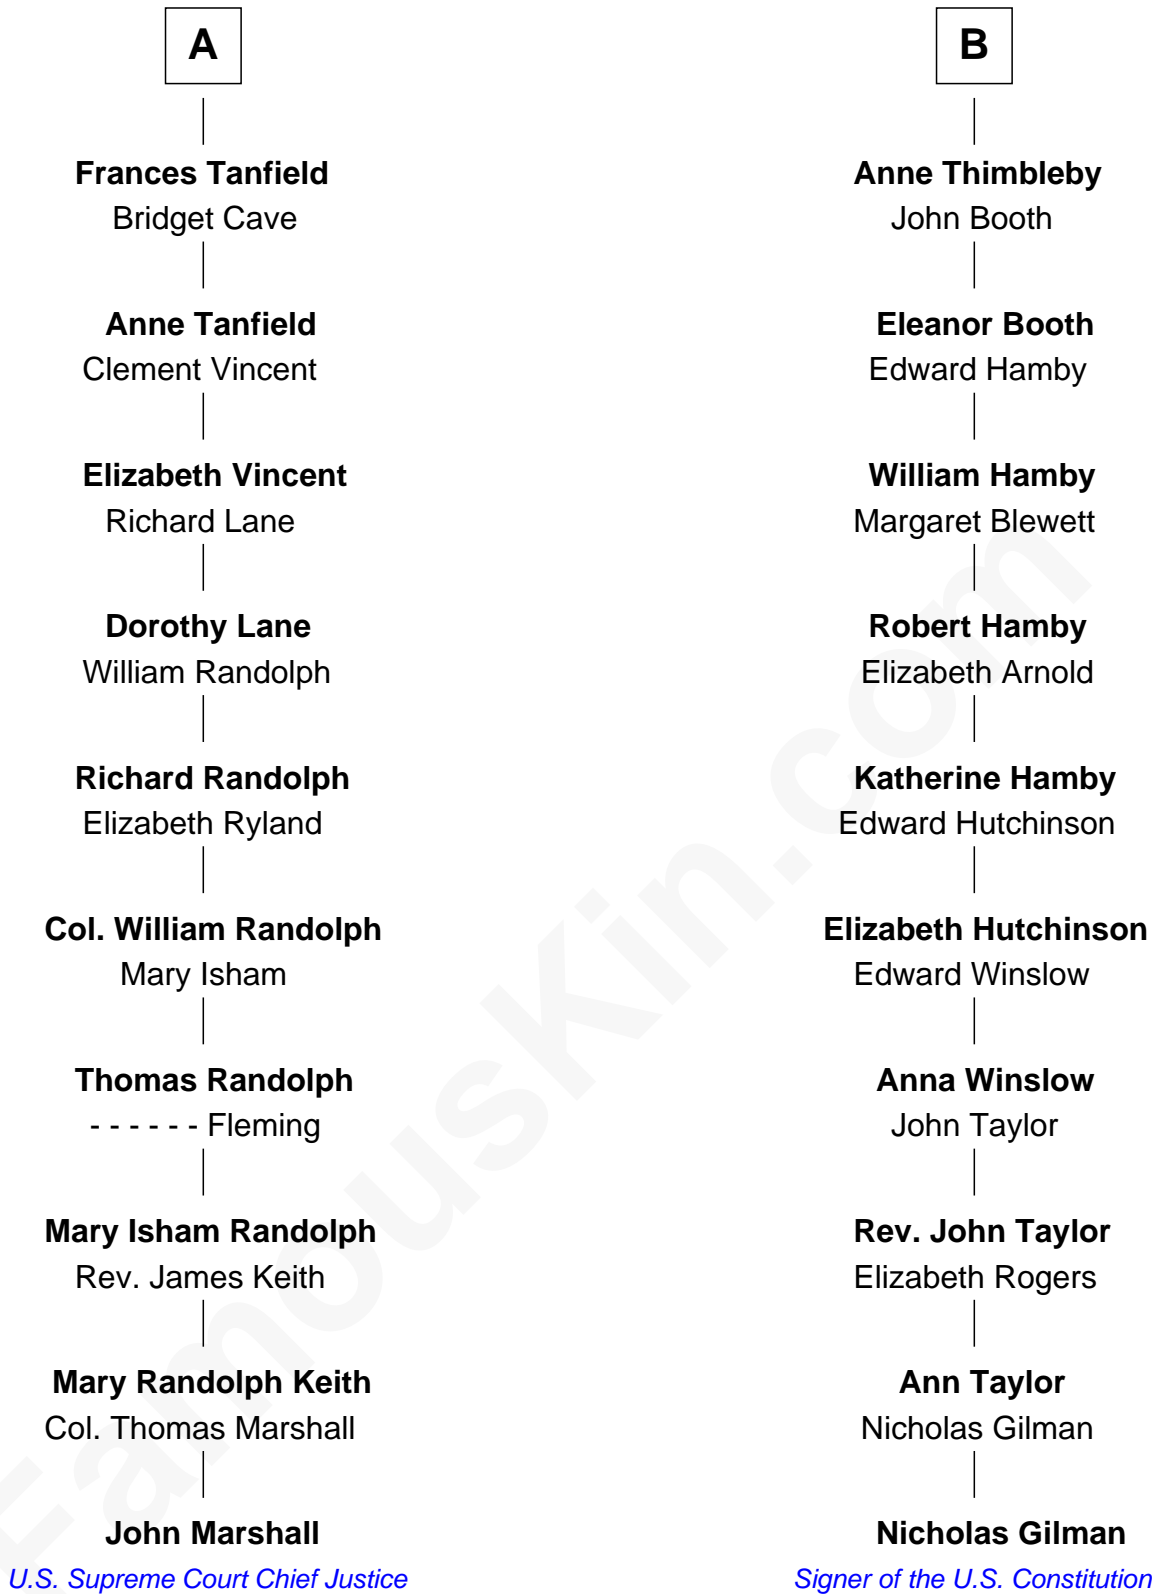 A
Frances Tanfield
Bridget Cave
Anne Tanfield
Clement Vincent
Elizabeth Vincent
Richard Lane
Dorothy Lane
William Randolph
Richard Randolph
Elizabeth Ryland
Col. William Randolph
Mary Isham
Thomas Randolph
- - - - - - Fleming
Mary Isham Randolph
Rev. James Keith
Mary Randolph Keith
Col. Thomas Marshall
John Marshall
U.S. Supreme Court Chief Justice
B
Anne Thimbleby
John Booth
Eleanor Booth
Edward Hamby
William Hamby
Margaret Blewett
Robert Hamby
Elizabeth Arnold
Katherine Hamby
Edward Hutchinson
Elizabeth Hutchinson
Edward Winslow
Anna Winslow
John Taylor
Rev. John Taylor
Elizabeth Rogers
Ann Taylor
Nicholas Gilman
Nicholas Gilman
Signer of the U.S. Constitution
FamousKin.com